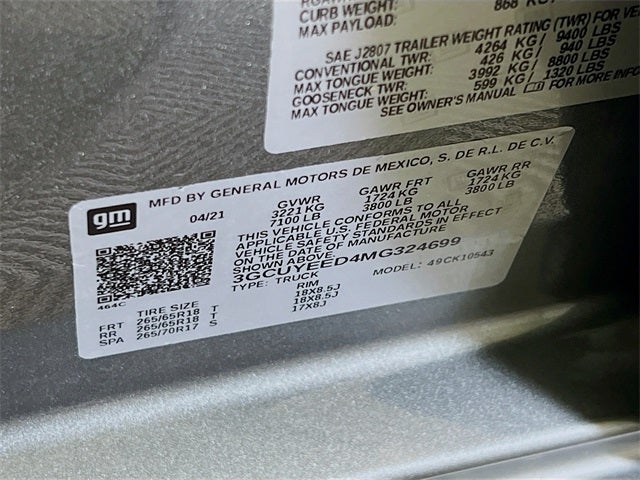 CURB WEIGHT: 868 KG
MAX PAYLOAD:
SAE J2807 TRAILER WEIGHT RATING (TWR) FOR
CONVENTIONAL TWR: 4264 KG / 9400 LBS
MAX TONGUE WEIGHT: 426 KG / 940 LBS
GOOSENECK TWR: 3992 KG / 8800 LBS
MAX TONGUE WEIGHT: 599 KG / 1320 LBS
SEE OWNER'S MANUAL FOR MORE INFO
gm
MFD BY GENERAL MOTORS DE MEXICO, S. DE R.L. DE C.V.
04/21 GVWR GAWR FRT GAWR RR
3221 KG 1724 KG 1724 KG
7100 LB 3800 LB 3800 LB
THIS VEHICLE CONFORMS TO ALL
APPLICABLE U.S. FEDERAL MOTOR
VEHICLE SAFETY STANDARDS IN EFFECT
ON THE DATE OF MANUFACTURE
SHOWN ABOVE.
3GCUYEED4MG324699
TYPE: TRUCK MODEL: 49CK10543
464C
TIRE SIZE RIM
FRT 265/65R18 T 18X8.5J
RR 265/65R18 T 18X8.5J
SPA 265/70R17 S 17X8J